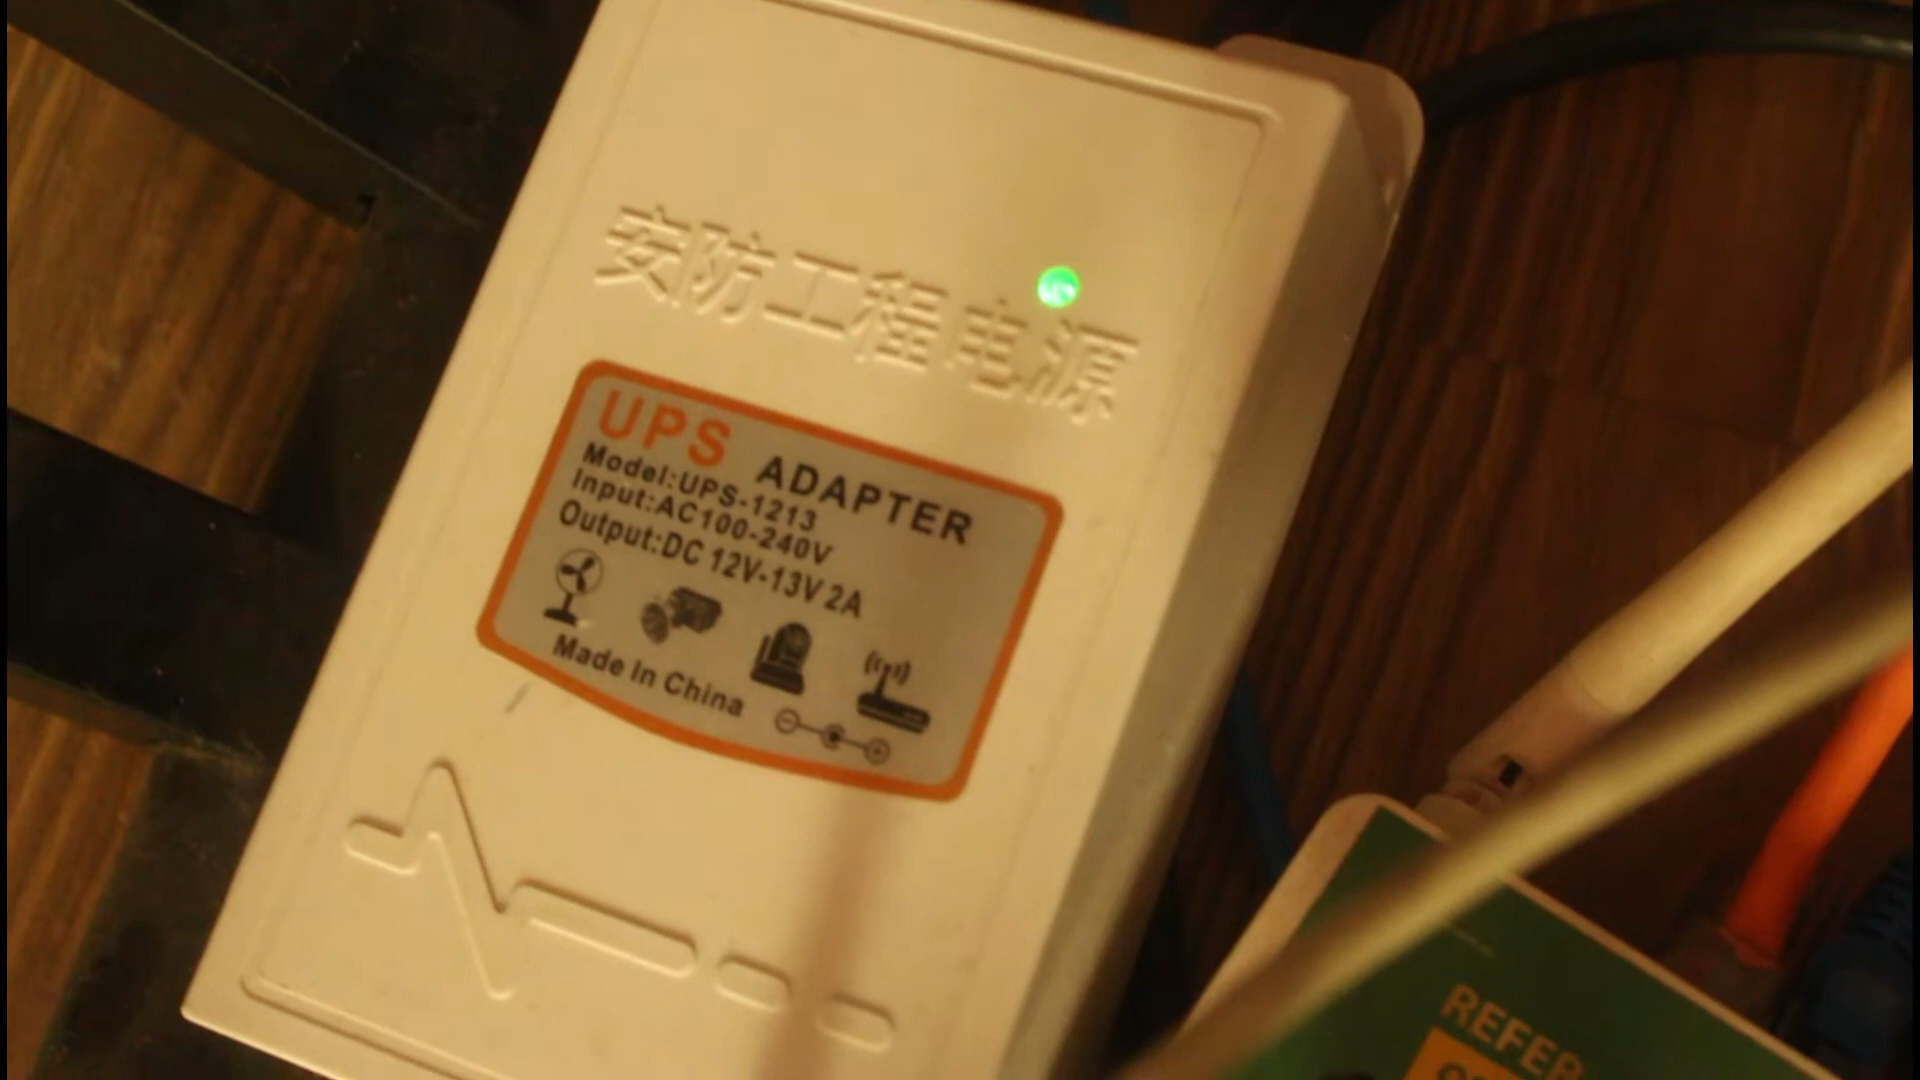 安防工程电源
UPS ADAPTER
Model:UPS-1213
Input:AC100-240V
Output:DC 12V-13V 2A
Made In China
REFER